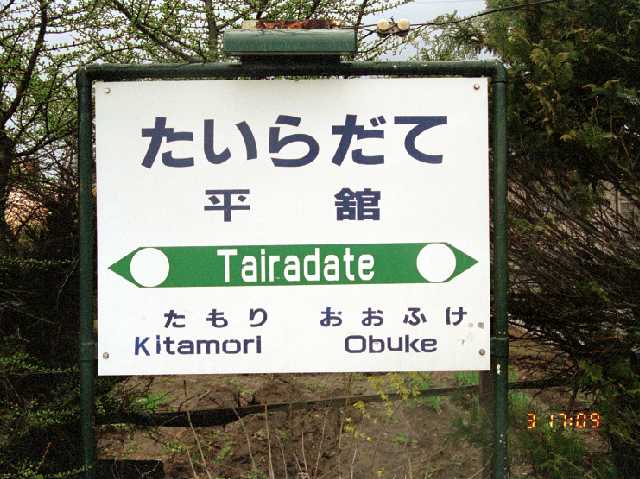 たいらだて
平舘
Tairadate
たもり おおふけ
Kitamori Obuke
3 17:09